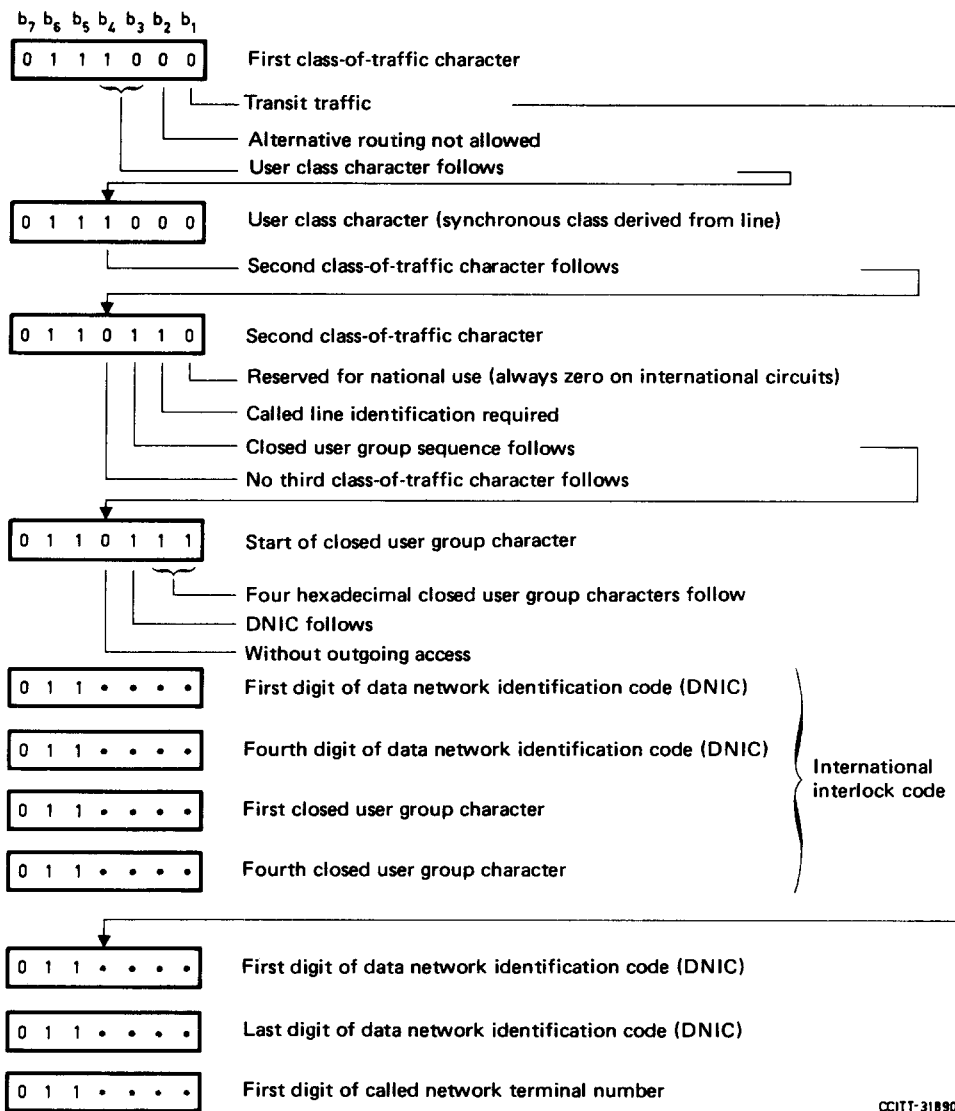 b7 b6 b5 b4 b3 b2 b1
0 1 1 1 0 0 0 First class-of-traffic character
Transit traffic
Alternative routing not allowed
User class character follows
0 1 1 1 0 0 0 User class character (synchronous class derived from line)
Second class-of-traffic character follows
0 1 1 0 1 1 0 Second class-of-traffic character
Reserved for national use (always zero on international circuits)
Called line identification required
Closed user group sequence follows
No third class-of-traffic character follows
0 1 1 0 1 1 1 Start of closed user group character
Four hexadecimal closed user group characters follow
DNIC follows
Without outgoing access
0 1 1 • • • • First digit of data network identification code (DNIC)
0 1 1 • • • • Fourth digit of data network identification code (DNIC)
International
interlock code
0 1 1 • • • • First closed user group character
0 1 1 • • • • Fourth closed user group character
0 1 1 • • • • First digit of data network identification code (DNIC)
0 1 1 • • • • Last digit of data network identification code (DNIC)
0 1 1 • • • • First digit of called network terminal number
CCITT-31890